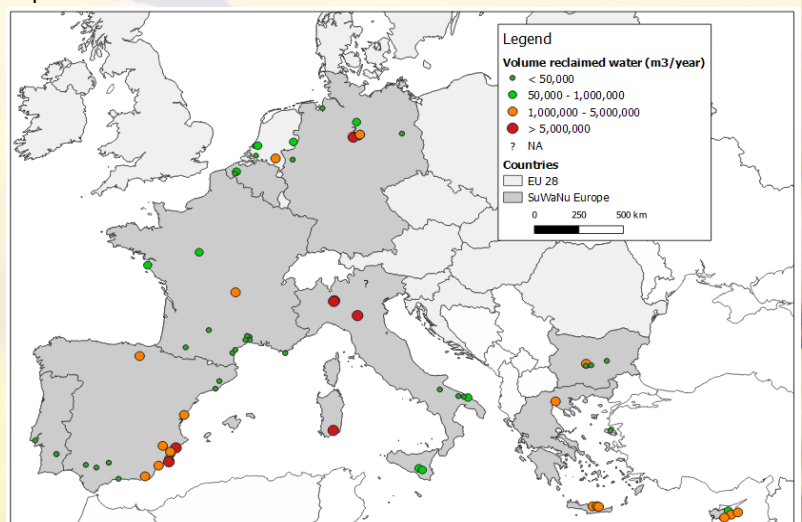 Legend
Volume reclaimed water (m3/year)
< 50,000
50,000 - 1,000,000
1,000,000 - 5,000,000
> 5,000,000
? NA
Countries
EU 28
SuWaNu Europe
0 250 500 km
?